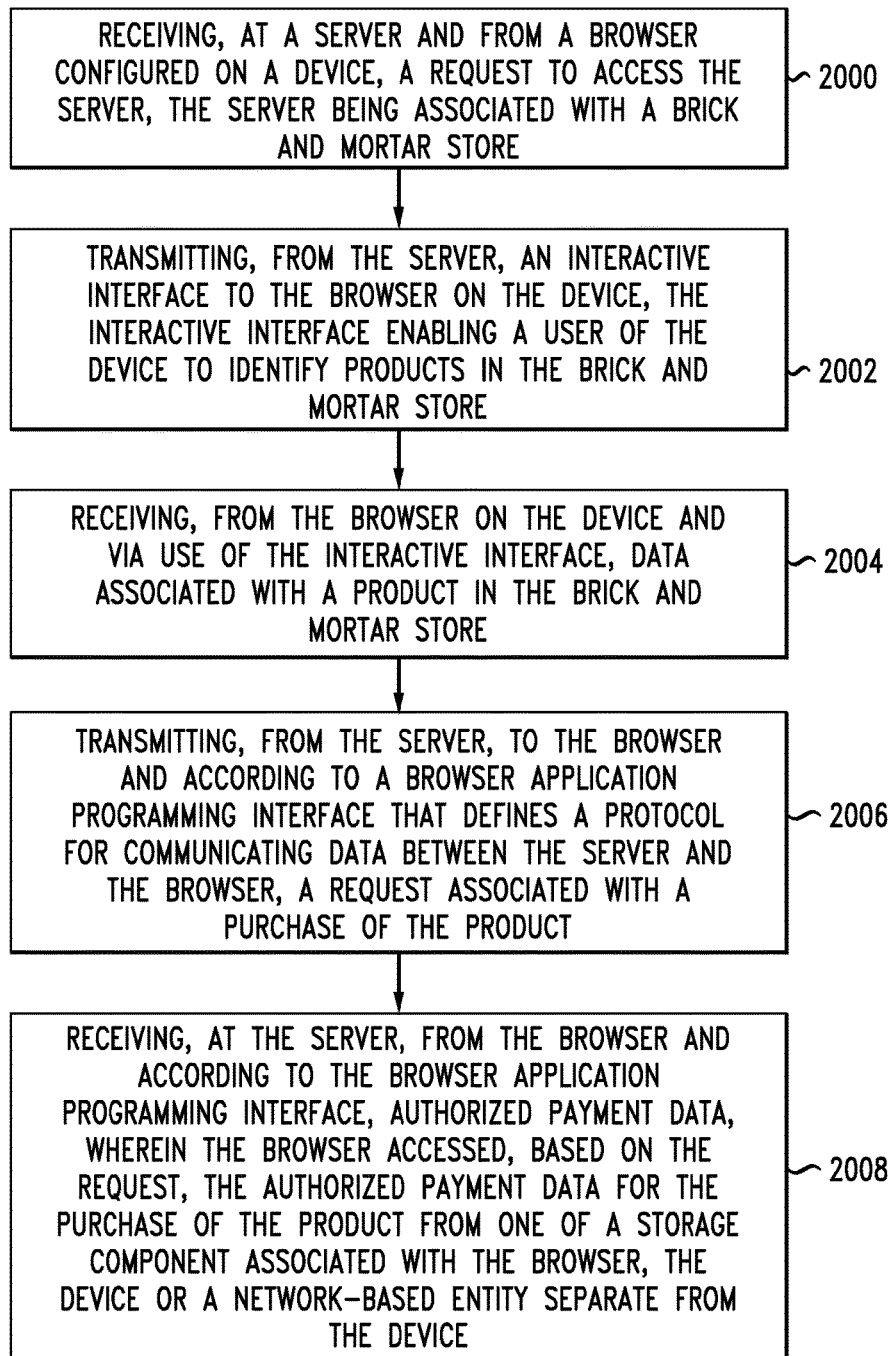 RECEIVING, AT A SERVER AND FROM A BROWSER
CONFIGURED ON A DEVICE, A REQUEST TO ACCESS THE
SERVER, THE SERVER BEING ASSOCIATED WITH A BRICK
AND MORTAR STORE
2000
TRANSMITTING, FROM THE SERVER, AN INTERACTIVE
INTERFACE TO THE BROWSER ON THE DEVICE, THE
INTERACTIVE INTERFACE ENABLING A USER OF THE
DEVICE TO IDENTIFY PRODUCTS IN THE BRICK AND
MORTAR STORE
2002
RECEIVING, FROM THE BROWSER ON THE DEVICE AND
VIA USE OF THE INTERACTIVE INTERFACE, DATA
ASSOCIATED WITH A PRODUCT IN THE BRICK AND
MORTAR STORE
2004
TRANSMITTING, FROM THE SERVER, TO THE BROWSER
AND ACCORDING TO A BROWSER APPLICATION
PROGRAMMING INTERFACE THAT DEFINES A PROTOCOL
FOR COMMUNICATING DATA BETWEEN THE SERVER AND
THE BROWSER, A REQUEST ASSOCIATED WITH A
PURCHASE OF THE PRODUCT
2006
RECEIVING, AT THE SERVER, FROM THE BROWSER AND
ACCORDING TO THE BROWSER APPLICATION
PROGRAMMING INTERFACE, AUTHORIZED PAYMENT DATA,
WHEREIN THE BROWSER ACCESSED, BASED ON THE
REQUEST, THE AUTHORIZED PAYMENT DATA FOR THE
PURCHASE OF THE PRODUCT FROM ONE OF A STORAGE
COMPONENT ASSOCIATED WITH THE BROWSER, THE
DEVICE OR A NETWORK-BASED ENTITY SEPARATE FROM
THE DEVICE
2008